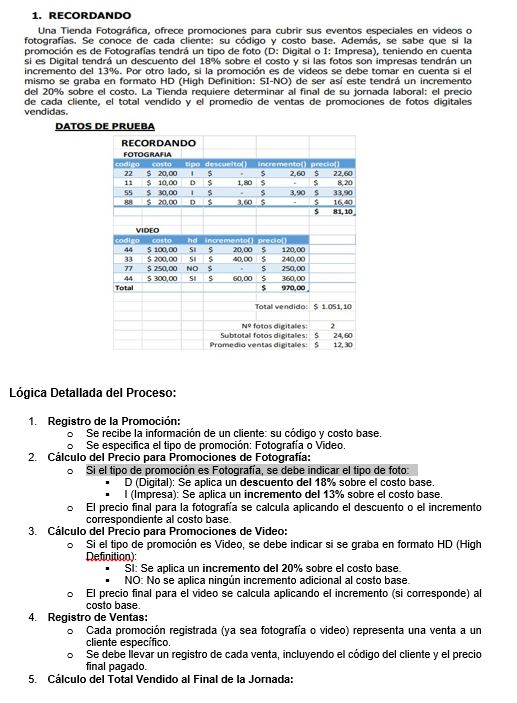 1. RECORDANDO
Una Tienda Fotográfica, ofrece promociones para cubrir sus eventos especiales en videos o
fotografías. Se conoce de cada cliente: su código y costo base. Además, se sabe que si la
promoción es de Fotografías tendrá un tipo de foto (D: Digital o I: Impresa), teniendo en cuenta
si es Digital tendrá un descuento del 18% sobre el costo y si las fotos son impresas tendrán un
incremento del 13%. Por otro lado, si la promoción es de videos se debe tomar en cuenta si el
mismo se graba en formato HD (High Definition: SI-NO) de ser así este tendrá un incremento
del 20% sobre el costo. La Tienda requiere determinar al final de su jornada laboral: el precio
de cada cliente, el total vendido y el promedio de ventas de promociones de fotos digitales
vendidas.
DATOS DE PRUEBA
RECORDANDO
FOTOGRAFIA
codigo costo tipo descuelto() incremento() precio()
22 $ 20,00 I $ - $ 2,60 $ 22,60
11 $ 10,00 D $ 1,80 $ - $ 8,20
55 $ 30,00 I $ - $ 3,90 $ 33,90
88 $ 20,00 D $ 3,60 $ - $ 16,40
$ 81,10
VIDEO
codigo costo hd incremento() precio()
44 $ 100,00 SI $ 20,00 $ 120,00
33 $ 200,00 SI $ 40,00 $ 240,00
77 $ 250,00 NO $ - $ 250,00
44 $ 300,00 SI $ 60,00 $ 360,00
Total $ 970,00
Total vendido: $ 1.051,10
Nº fotos digitales: 2
Subtotal fotos digitales: $ 24,60
Promedio ventas digitales: $ 12,30
Lógica Detallada del Proceso:
1. Registro de la Promoción:
o Se recibe la información de un cliente: su código y costo base.
o Se especifica el tipo de promoción: Fotografía o Video.
2. Cálculo del Precio para Promociones de Fotografía:
o Si el tipo de promoción es Fotografía, se debe indicar el tipo de foto:
▪ D (Digital): Se aplica un descuento del 18% sobre el costo base.
▪ I (Impresa): Se aplica un incremento del 13% sobre el costo base.
o El precio final para la fotografía se calcula aplicando el descuento o el incremento
correspondiente al costo base.
3. Cálculo del Precio para Promociones de Video:
o Si el tipo de promoción es Video, se debe indicar si se graba en formato HD (High
Definition):
▪ SI: Se aplica un incremento del 20% sobre el costo base.
▪ NO: No se aplica ningún incremento adicional al costo base.
o El precio final para el video se calcula aplicando el incremento (si corresponde) al
costo base.
4. Registro de Ventas:
o Cada promoción registrada (ya sea fotografía o video) representa una venta a un
cliente específico.
o Se debe llevar un registro de cada venta, incluyendo el código del cliente y el precio
final pagado.
5. Cálculo del Total Vendido al Final de la Jornada: